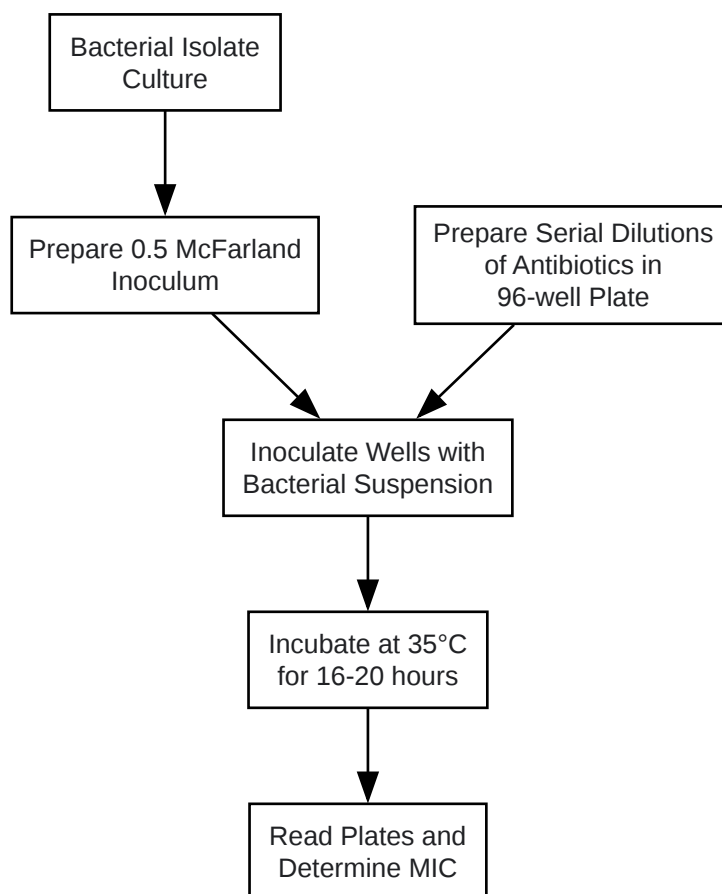 Bacterial Isolate
Culture
Prepare 0.5 McFarland
Inoculum
Prepare Serial Dilutions
of Antibiotics in
96-well Plate
Inoculate Wells with
Bacterial Suspension
Incubate at 35°C
for 16-20 hours
Read Plates and
Determine MIC